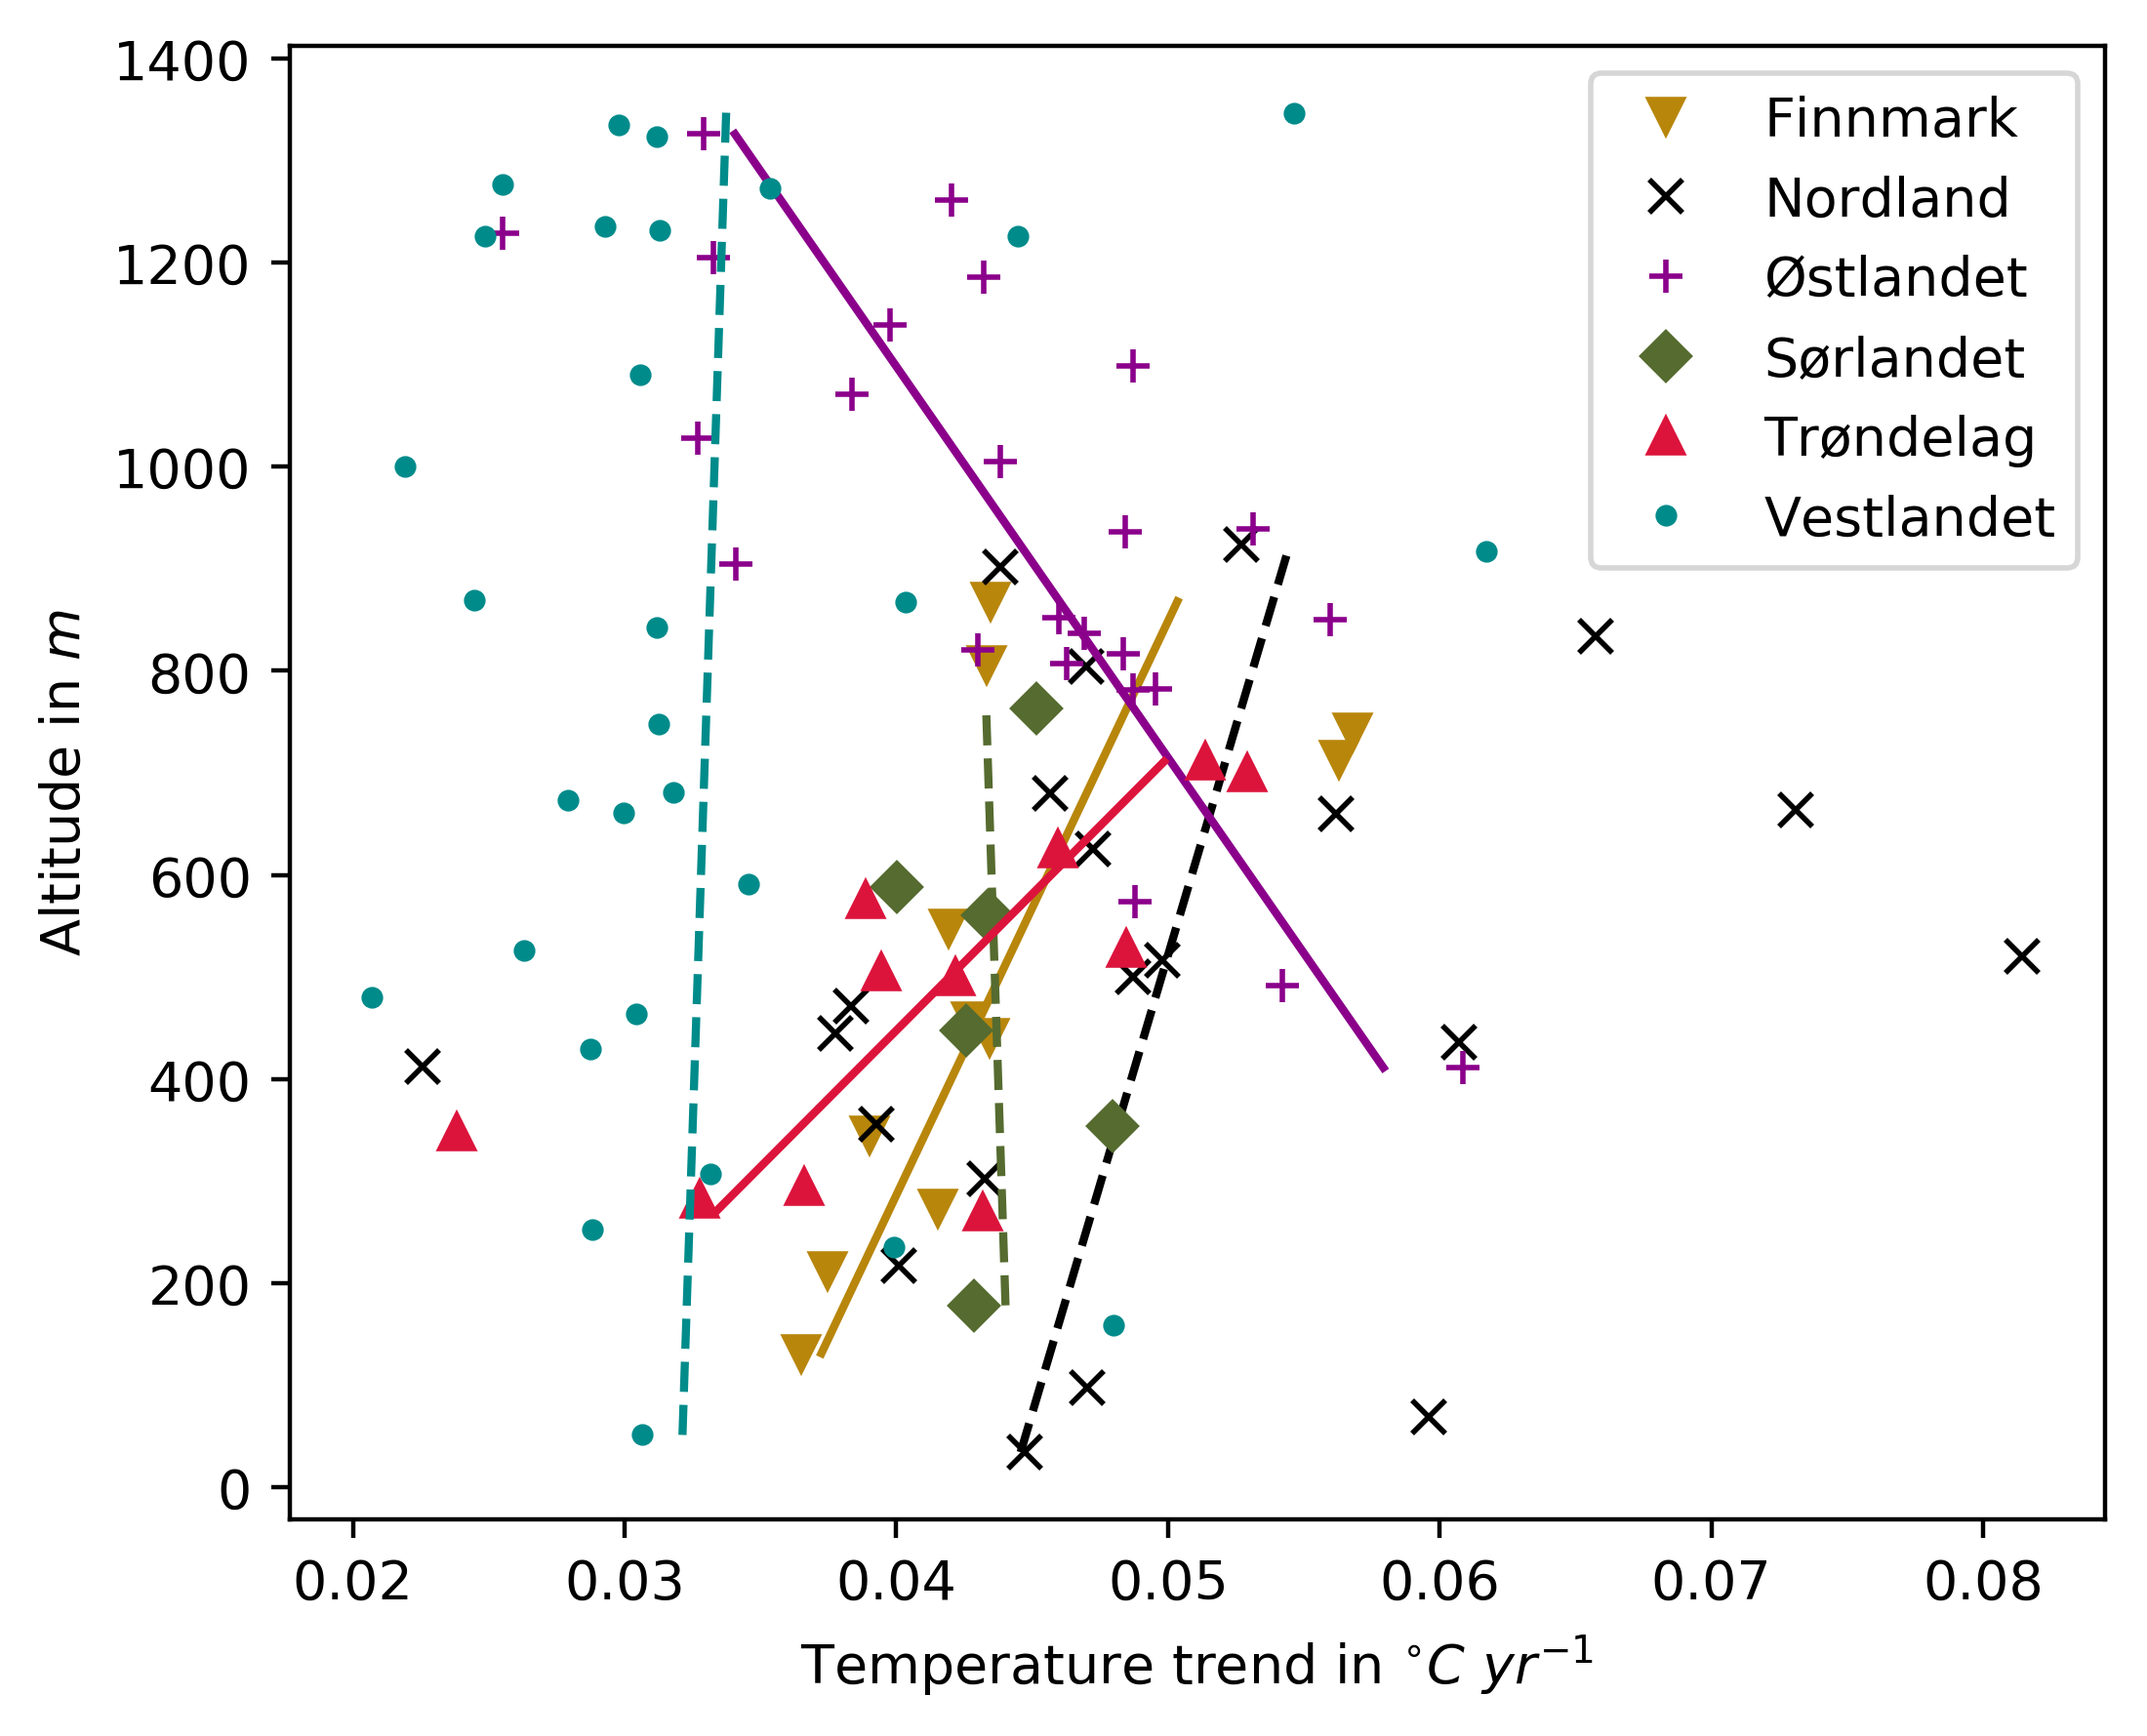 1400
1200
1000
800
600
400
200
0
Altitude in m
0.02 0.03 0.04 0.05 0.06 0.07 0.08
Temperature trend in °C yr⁻¹
Finnmark
Nordland
Østlandet
Sørlandet
Trøndelag
Vestlandet